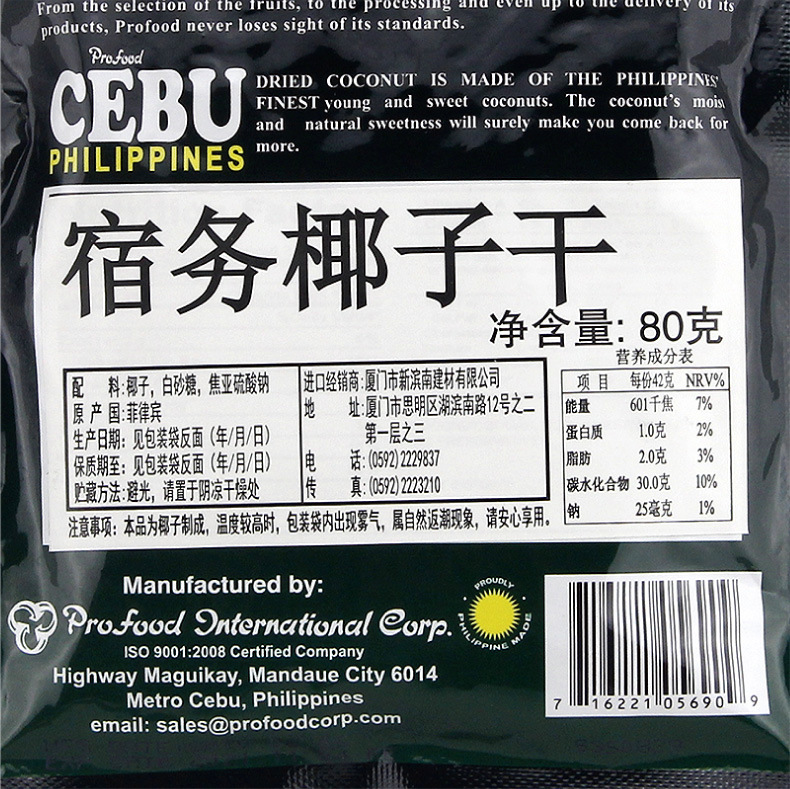 From the selection of the fruits, to the processing and even up to the delivery of its
products, Profood never loses sight of its standards.
Profood
CEBU
PHILIPPINES
DRIED COCONUT IS MADE OF THE PHILIPPINES'
FINEST young and sweet coconuts. The coconut's moist
and natural sweetness will surely make you come back for
more.
宿务椰子干
净含量: 80克
配 料:椰子, 白砂糖, 焦亚硫酸钠
原 产 国:菲律宾
生产日期: 见包装袋反面 (年/月/日)
保质期至: 见包装袋反面 (年/月/日)
贮藏方法:避光, 请置于阴凉干燥处
进口经销商:厦门市新滨南建材有限公司
地 址:厦门市思明区湖滨南路12号之二
第一层之三
电 话:(0592)2229837
传 真:(0592)2223210
营养成分表
项 目 每份42克 NRV%
能量 601千焦 7%
蛋白质 1.0克 2%
脂肪 2.0克 3%
碳水化合物 30.0克 10%
钠 25毫克 1%
注意事项: 本品为椰子制成, 温度较高时, 包装袋内出现雾气, 属自然返潮现象, 请安心享用。
Manufactured by:
Profood International Corp.
ISO 9001:2008 Certified Company
Highway Maguikay, Mandaue City 6014
Metro Cebu, Philippines
email: sales@profoodcorp.com
PROUDLY
PHILIPPINE MADE
7 16221 05690 9